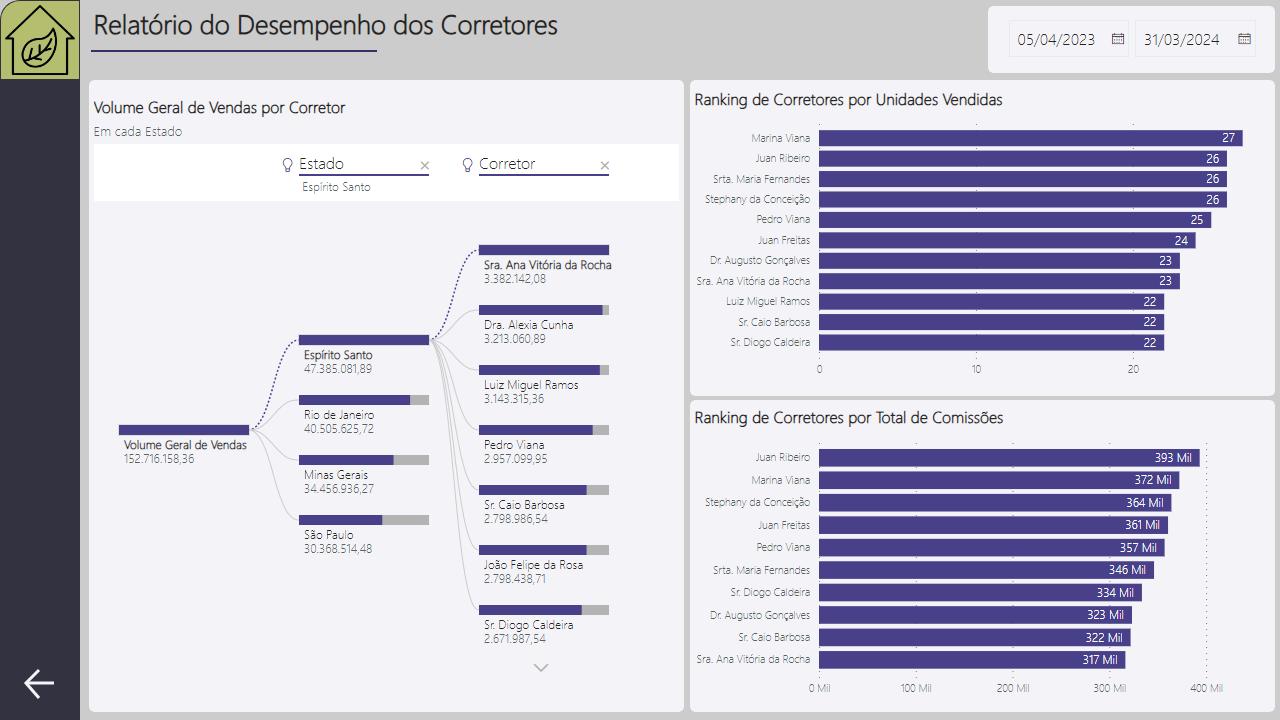 Relatório do Desempenho dos Corretores
05/04/2023
31/03/2024
Volume Geral de Vendas por Corretor
Em cada Estado
Estado
Espírito Santo
Corretor
Volume Geral de Vendas
152.716.158,36
Espírito Santo
47.385.081,89
Rio de Janeiro
40.505.625,72
Minas Gerais
34.456.936,27
São Paulo
30.368.514,48
Sra. Ana Vitória da Rocha
3.382.142,08
Dra. Alexia Cunha
3.213.060,89
Luiz Miguel Ramos
3.143.315,36
Pedro Viana
2.957.099,95
Sr. Caio Barbosa
2.798.986,54
João Felipe da Rosa
2.798.438,71
Sr. Diogo Caldeira
2.671.987,54
Ranking de Corretores por Unidades Vendidas
Marina Viana 27
Juan Ribeiro 26
Srta. Maria Fernandes 26
Stephany da Conceição 26
Pedro Viana 25
Juan Freitas 24
Dr. Augusto Gonçalves 23
Sra. Ana Vitória da Rocha 23
Luiz Miguel Ramos 22
Sr. Caio Barbosa 22
Sr. Diogo Caldeira 22
0 10 20
Ranking de Corretores por Total de Comissões
Juan Ribeiro 393 Mil
Marina Viana 372 Mil
Stephany da Conceição 364 Mil
Juan Freitas 361 Mil
Pedro Viana 357 Mil
Srta. Maria Fernandes 346 Mil
Sr. Diogo Caldeira 334 Mil
Dr. Augusto Gonçalves 323 Mil
Sr. Caio Barbosa 322 Mil
Sra. Ana Vitória da Rocha 317 Mil
0 Mil 100 Mil 200 Mil 300 Mil 400 Mil